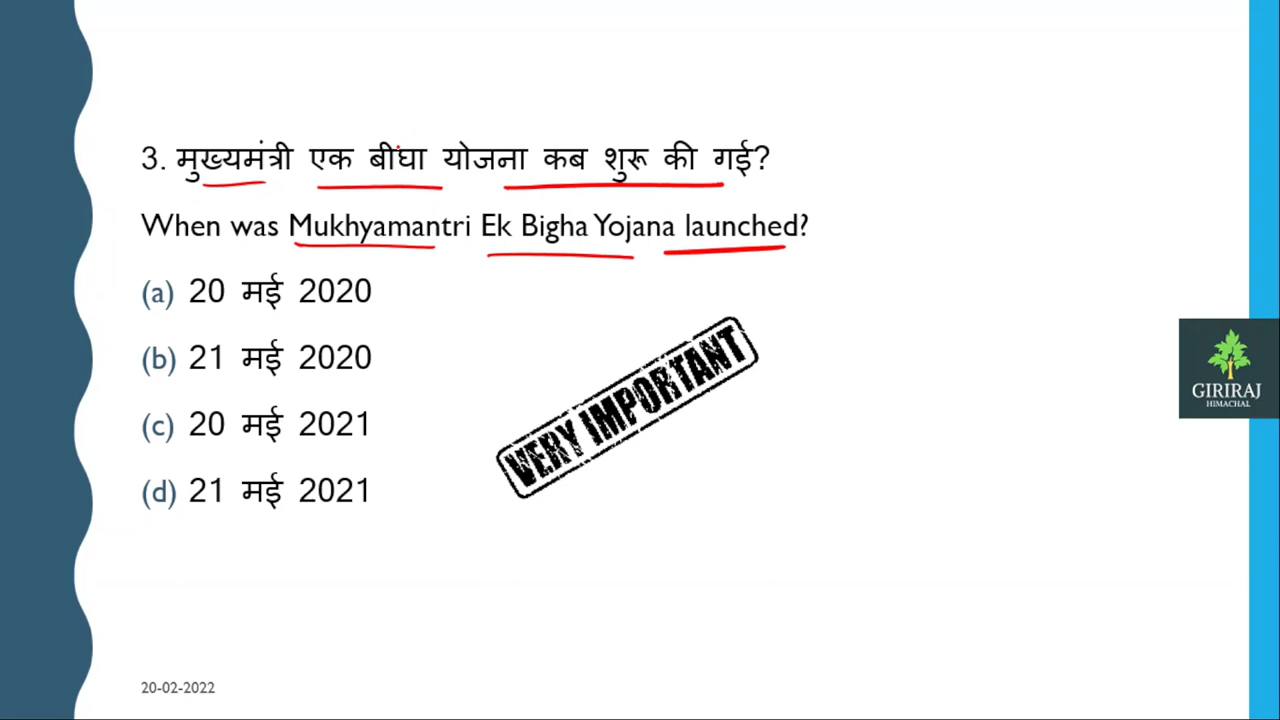 3. मुख्यमंत्री एक बीघा योजना कब शुरू की गई?
When was Mukhyamantri Ek Bigha Yojana launched?
(a) 20 मई 2020
(b) 21 मई 2020
VERY IMPORTANT
GIRIRAJ
HIMACHAL
(c) 20 मई 2021
(d) 21 मई 2021
20-02-2022